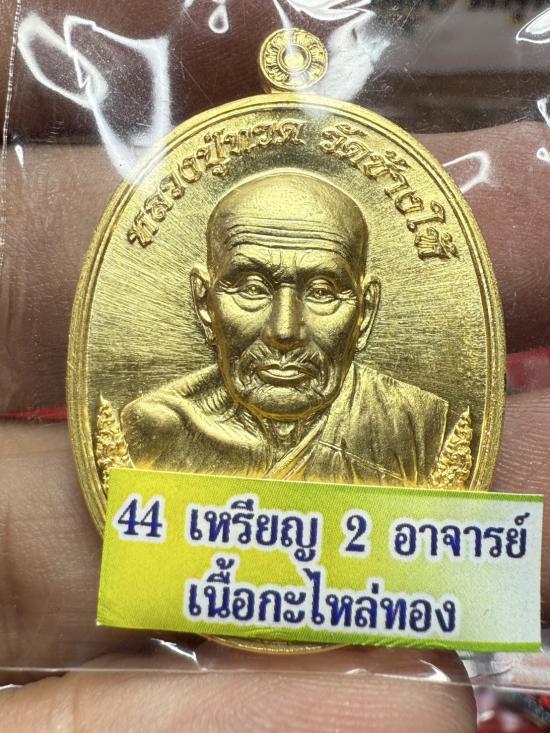 หลวงปู่ทวด วัดช้างให้
44 เหรียญ 2 อาจารย์
เนื้อกะไหล่ทอง